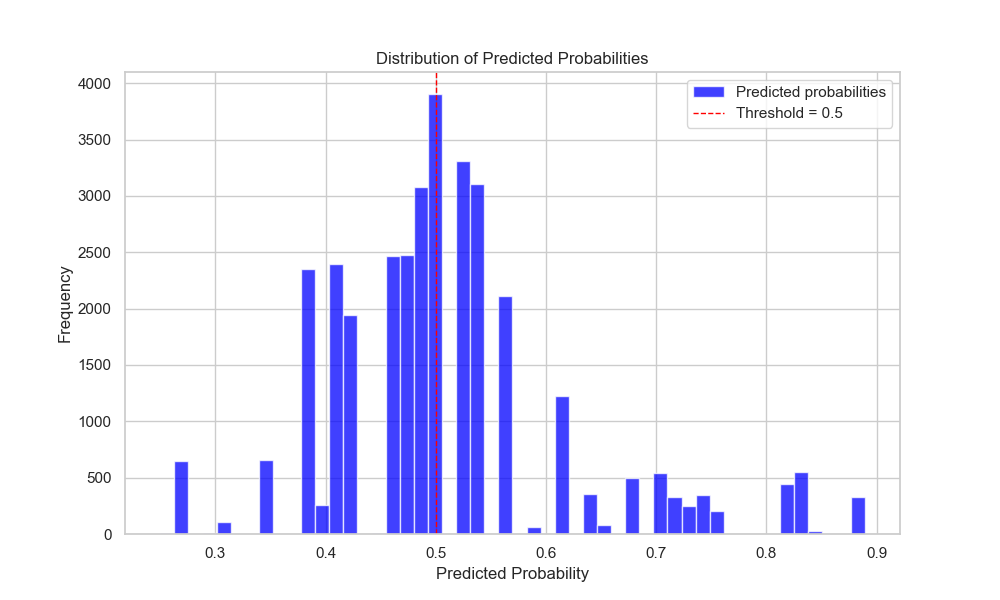 Distribution of Predicted Probabilities
Predicted probabilities
Threshold = 0.5
4000
3500
3000
2500
2000
1500
1000
500
0
Frequency
0.3 0.4 0.5 0.6 0.7 0.8 0.9
Predicted Probability